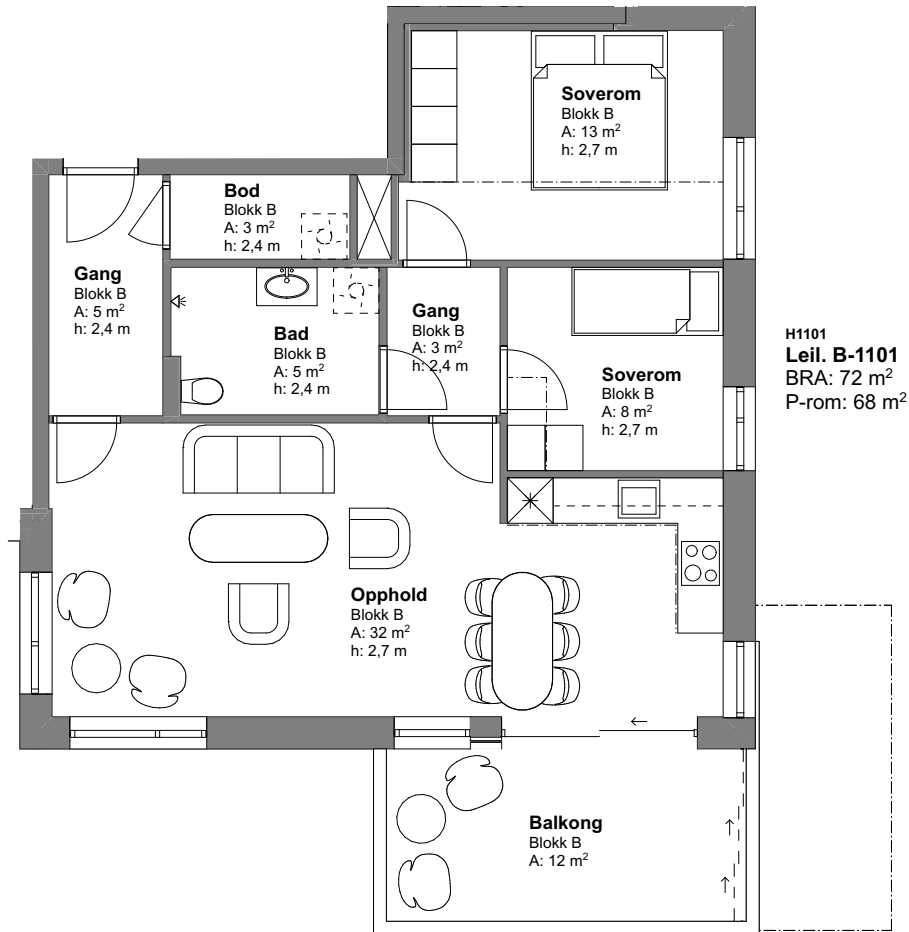 Soverom
Blokk B
A: 13 m²
h: 2,7 m
Bod
Blokk B
A: 3 m²
h: 2,4 m
Gang
Blokk B
A: 5 m²
h: 2,4 m
Bad
Blokk B
A: 5 m²
h: 2,4 m
Gang
Blokk B
A: 3 m²
h: 2,4 m
Soverom
Blokk B
A: 8 m²
h: 2,7 m
H1101
Leil. B-1101
BRA: 72 m²
P-rom: 68 m²
Opphold
Blokk B
A: 32 m²
h: 2,7 m
Balkong
Blokk B
A: 12 m²